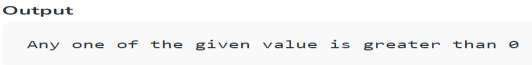 Output
Any one of the given value is greater than 0